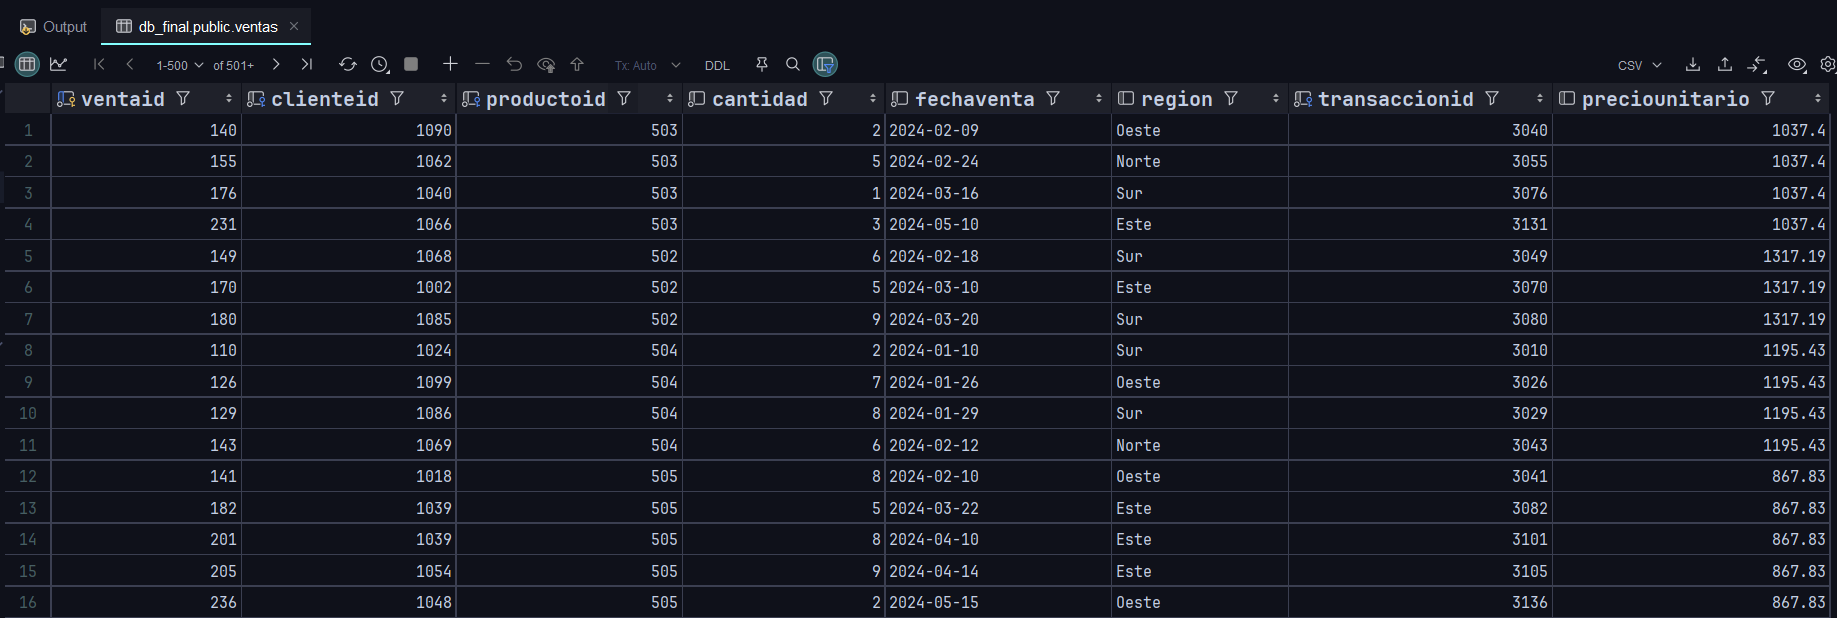 Output db_final.public.ventas
1-500 of 501+ Tx: Auto DDL CSV
ventaid clienteid productoid cantidad fechaventa region transaccionid preciounitario
1 140 1090 503 2 2024-02-09 Oeste 3040 1037.4
2 155 1062 503 5 2024-02-24 Norte 3055 1037.4
3 176 1040 503 1 2024-03-16 Sur 3076 1037.4
4 231 1066 503 3 2024-05-10 Este 3131 1037.4
5 149 1068 502 6 2024-02-18 Sur 3049 1317.19
6 170 1002 502 5 2024-03-10 Este 3070 1317.19
7 180 1085 502 9 2024-03-20 Sur 3080 1317.19
8 110 1024 504 2 2024-01-10 Sur 3010 1195.43
9 126 1099 504 7 2024-01-26 Oeste 3026 1195.43
10 129 1086 504 8 2024-01-29 Sur 3029 1195.43
11 143 1069 504 6 2024-02-12 Norte 3043 1195.43
12 141 1018 505 8 2024-02-10 Oeste 3041 867.83
13 182 1039 505 5 2024-03-22 Este 3082 867.83
14 201 1039 505 8 2024-04-10 Este 3101 867.83
15 205 1054 505 9 2024-04-14 Este 3105 867.83
16 236 1048 505 2 2024-05-15 Oeste 3136 867.83